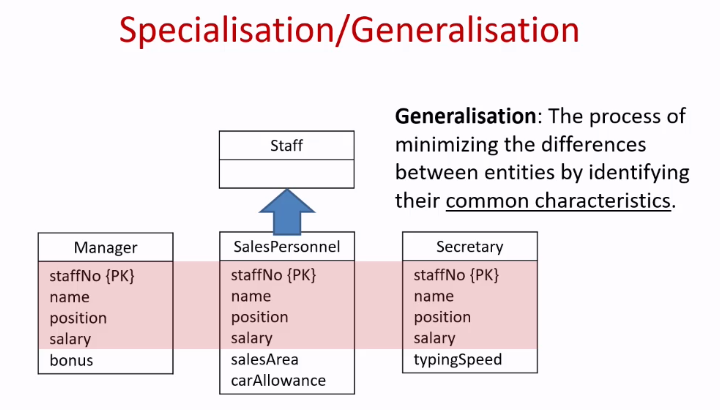 Specialisation/Generalisation
Generalisation: The process of
minimizing the differences
between entities by identifying
their common characteristics.
Staff
Manager
staffNo {PK}
name
position
salary
bonus
SalesPersonnel
staffNo {PK}
name
position
salary
salesArea
carAllowance
Secretary
staffNo {PK}
name
position
salary
typingSpeed